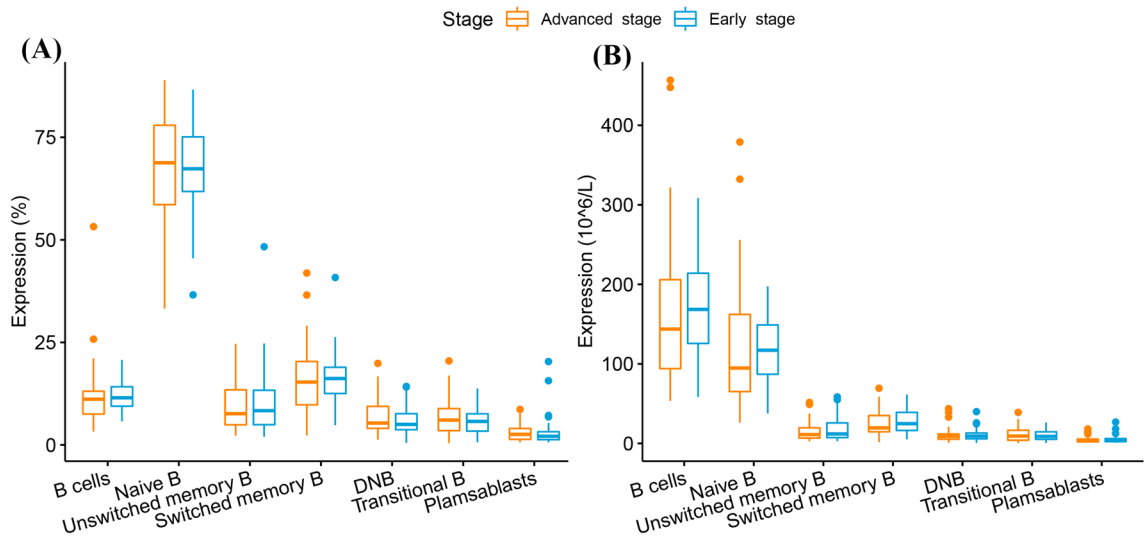 Stage Advanced stage Early stage
(A)
(B)
Expression (%)
75
50
25
0
B cells
Naive B
Unswitched memory B
Switched memory B
DNB
Transitional B
Plamsablasts
Expression (10^6/L)
400
300
200
100
0
B cells
Naive B
Unswitched memory B
Switched memory B
DNB
Transitional B
Plamsablasts